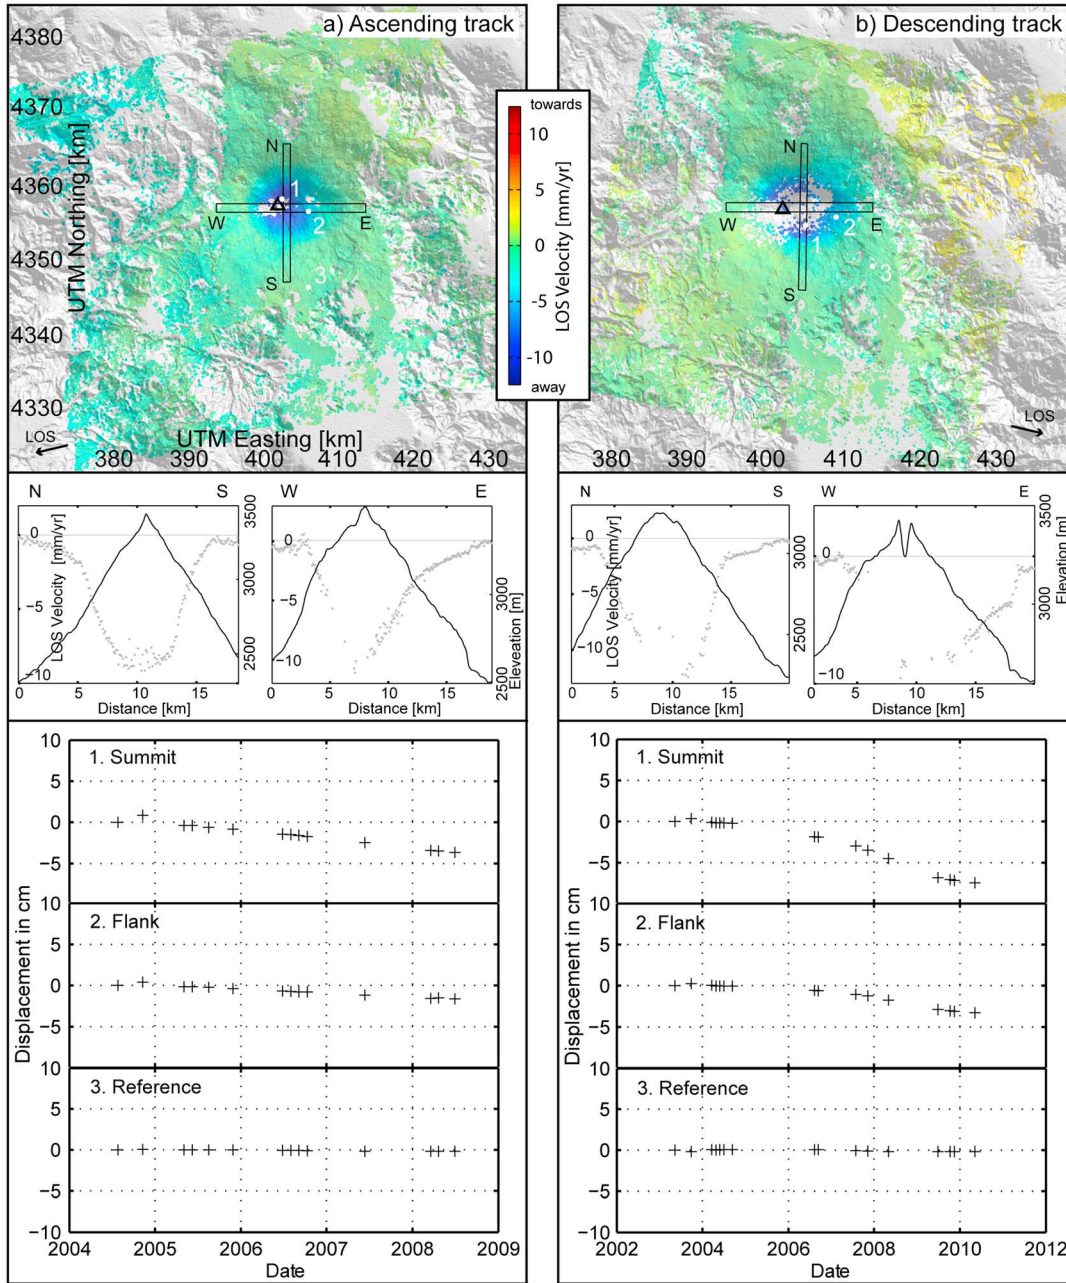 a) Ascending track
4380
4370
4360
4350
4340
4330
UTM Northing [km]
N
1
W
E
2
3
S
LOS
UTM Easting [km]
380 390 400 410 420 430
towards
10
5
0
−5
−10
away
LOS Velocity [mm/yr]
b) Descending track
N
W
E
2
1
3
S
LOS
380 390 400 410 420 430
N S
0
−5
−10
LOS Velocity [mm/yr]
3500
3000
2500
0 5 10 15
Distance [km]
W E
0
−5
−10
3000
2500
Eleveation [m]
0 5 10 15
Distance [km]
N S
0
−5
−10
LOS Velocity [mm/yr]
3000
2500
0 5 10 15
Distance [km]
W E
0
−10
3500
3000
Elevation [m]
0 5 10 15
Distance [km]
Displacement in cm
10
1. Summit
5
0
−5
10
2. Flank
5
0
−5
10
3. Reference
5
0
−5
−10
2004 2005 2006 2007 2008 2009
Date
Displacement in cm
10
1. Summit
5
0
−5
10
2. Flank
5
0
−5
10
3. Reference
5
0
−5
−10
2002 2004 2006 2008 2010 2012
Date